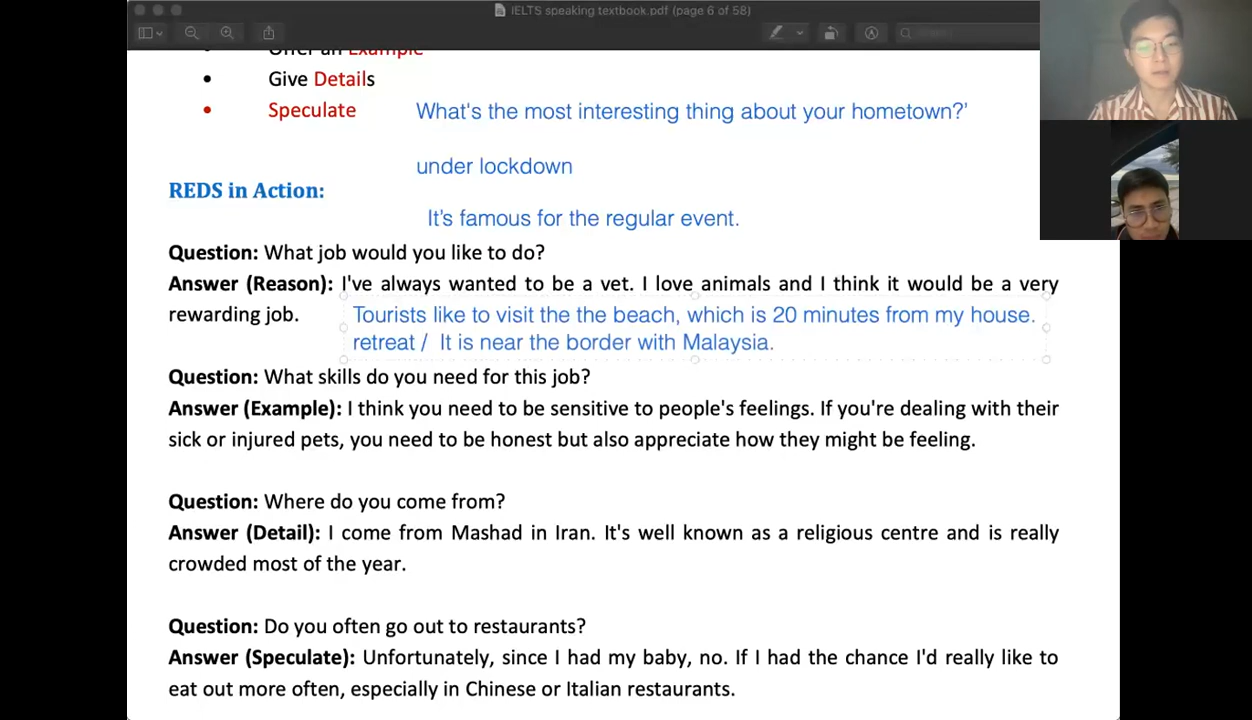 IELTS speaking textbook.pdf (page 6 of 58)
Offer an Example
• Give Details
• Speculate
What's the most interesting thing about your hometown?'
under lockdown
REDS in Action:
It's famous for the regular event.
Question: What job would you like to do?
Answer (Reason): I've always wanted to be a vet. I love animals and I think it would be a very
rewarding job.
Tourists like to visit the the beach, which is 20 minutes from my house.
retreat / It is near the border with Malaysia.
Question: What skills do you need for this job?
Answer (Example): I think you need to be sensitive to people's feelings. If you're dealing with their
sick or injured pets, you need to be honest but also appreciate how they might be feeling.
Question: Where do you come from?
Answer (Detail): I come from Mashad in Iran. It's well known as a religious centre and is really
crowded most of the year.
Question: Do you often go out to restaurants?
Answer (Speculate): Unfortunately, since I had my baby, no. If I had the chance I'd really like to
eat out more often, especially in Chinese or Italian restaurants.